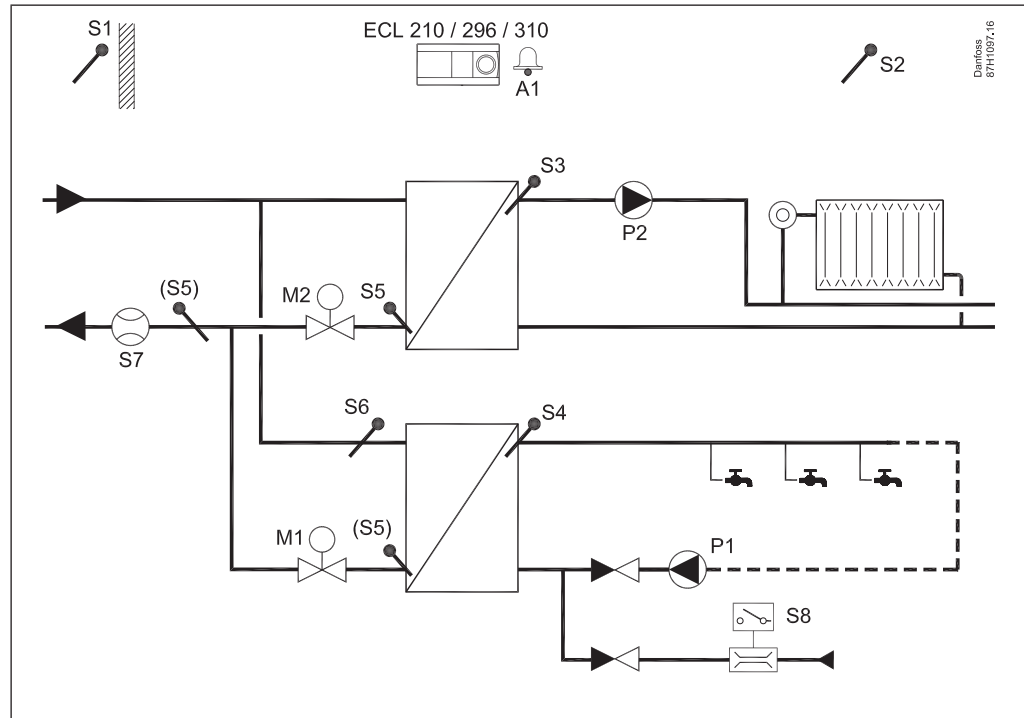 S1
ECL 210 / 296 / 310
A1
S2
Danfoss
87H1097.16
S3
P2
(S5)
M2
S5
S7
S6
S4
M1
(S5)
P1
S8